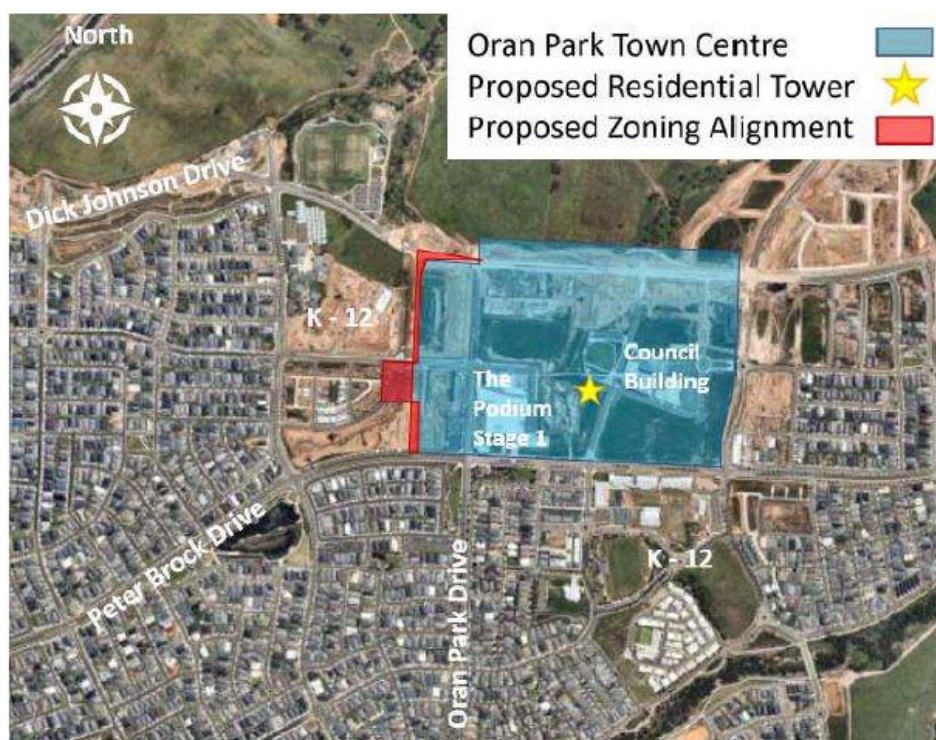 North
Oran Park Town Centre
Proposed Residential Tower
Proposed Zoning Alignment
Dick Johnson Drive
K - 12
The
Podium
Stage 1
Council
Building
Peter Brock Drive
Oran Park Drive
K - 12